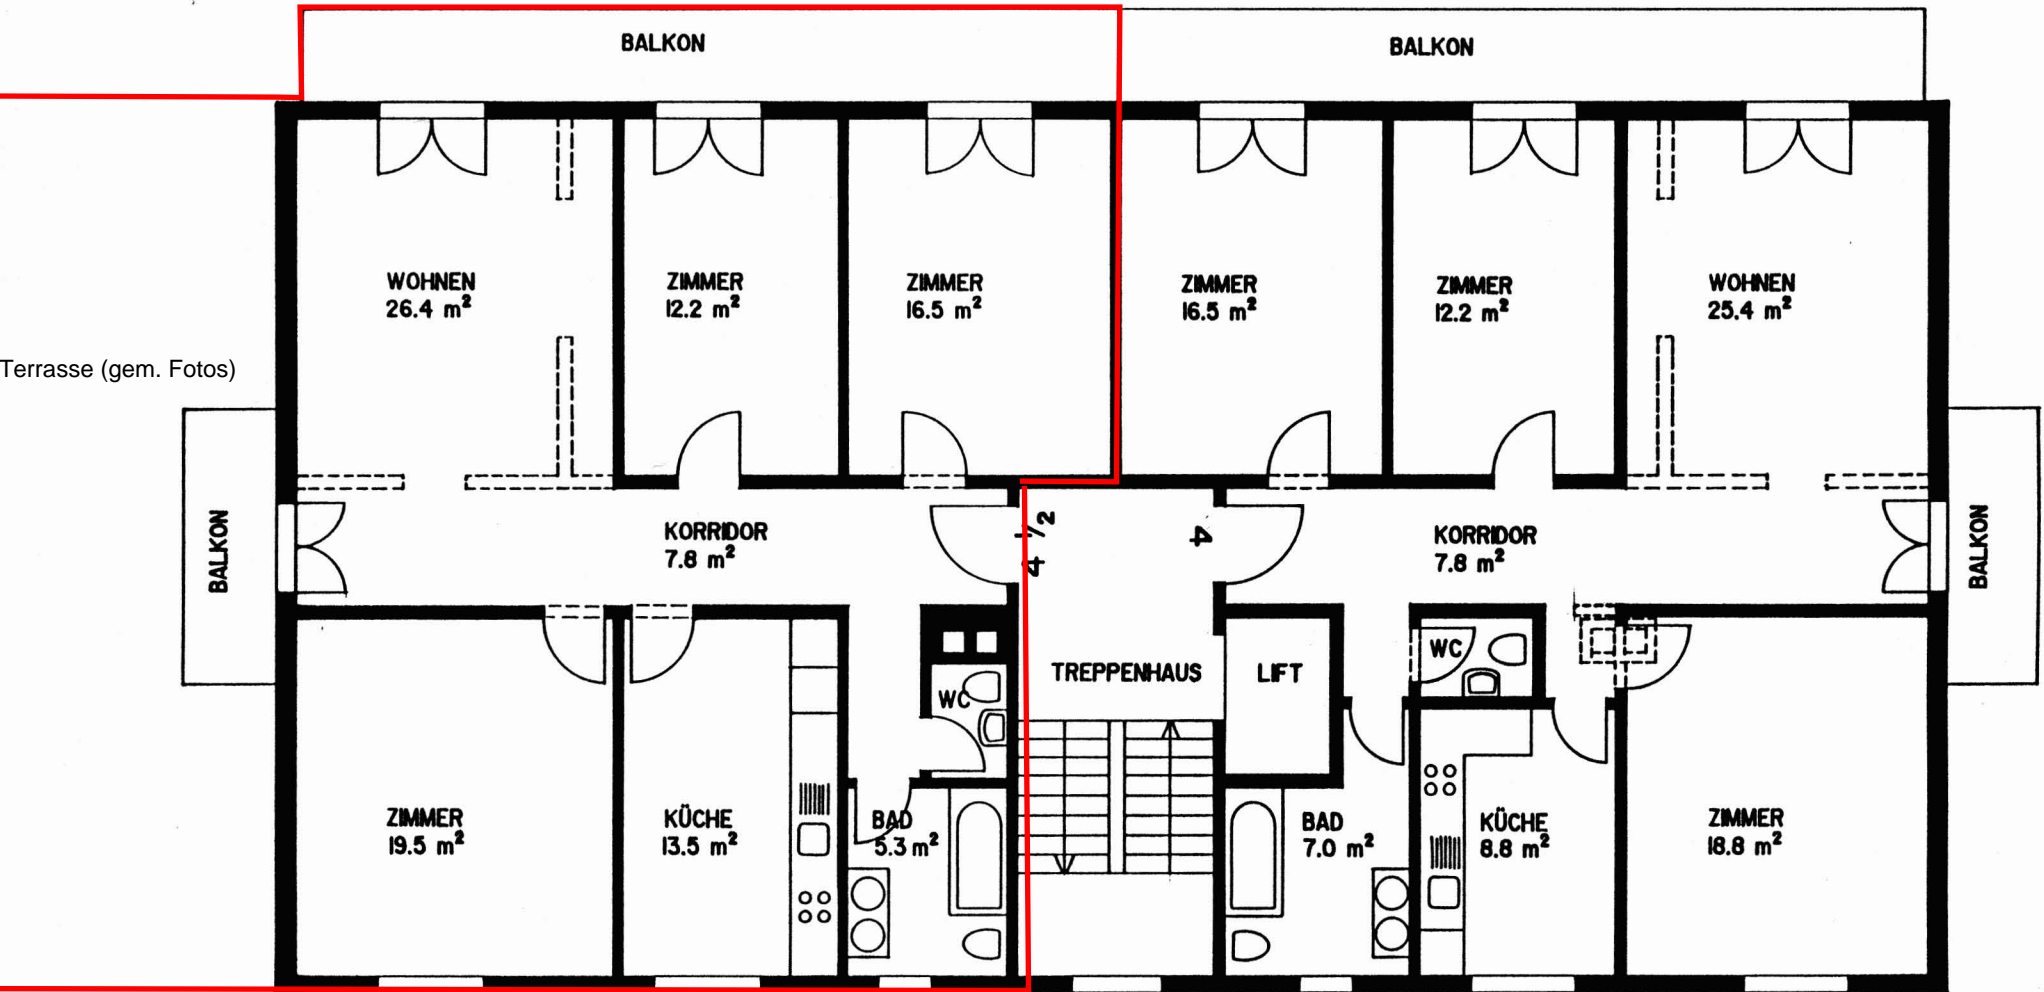 BALKON
BALKON
WOHNEN
26.4 m²
ZIMMER
12.2 m²
ZIMMER
16.5 m²
ZIMMER
16.5 m²
ZIMMER
12.2 m²
WOHNEN
25.4 m²
Terrasse (gem. Fotos)
BALKON
KORRIDOR
7.8 m²
4 ½
4
KORRIDOR
7.8 m²
BALKON
WC
TREPPENHAUS
LIFT
WC
ZIMMER
19.5 m²
KÜCHE
13.5 m²
BAD
5.3 m²
BAD
7.0 m²
KÜCHE
8.8 m²
ZIMMER
18.8 m²